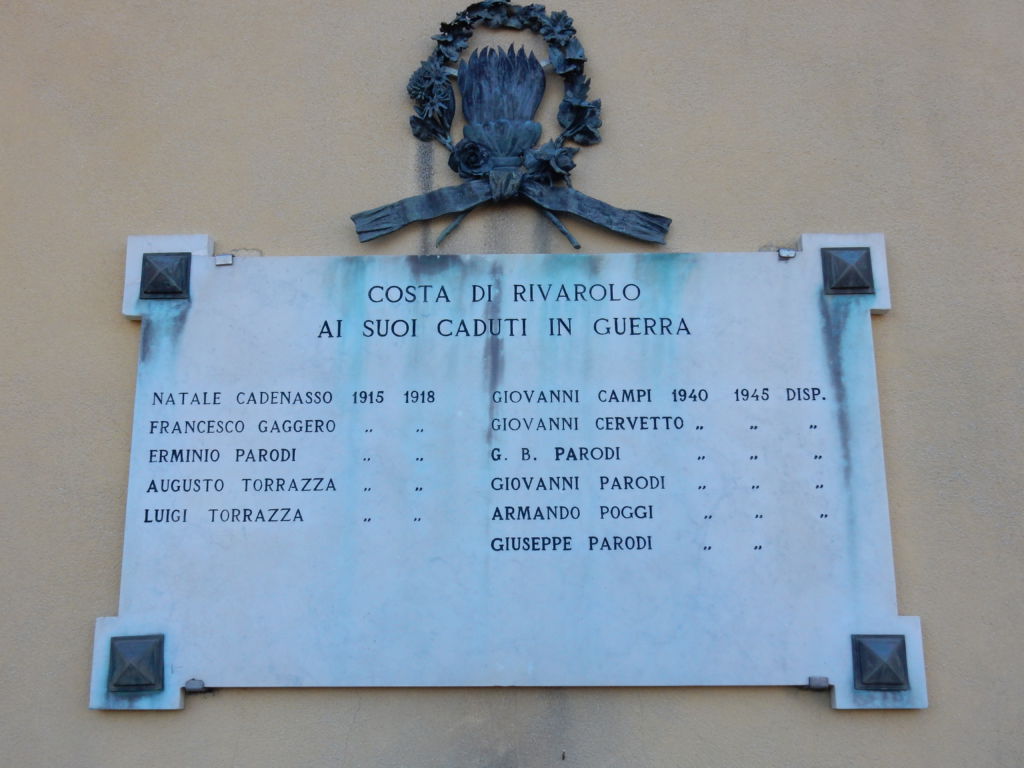 COSTA DI RIVAROLO
AI SUOI CADUTI IN GUERRA
NATALE CADENASSO 1915 1918
FRANCESCO GAGGERO „ „
ERMINIO PARODI „ „
AUGUSTO TORRAZZA „ „
LUIGI TORRAZZA „ „
GIOVANNI CAMPI 1940 1945 DISP.
GIOVANNI CERVETTO „ „ „
G. B. PARODI „ „ „
GIOVANNI PARODI „ „ „
ARMANDO POGGI „ „ „
GIUSEPPE PARODI „ „